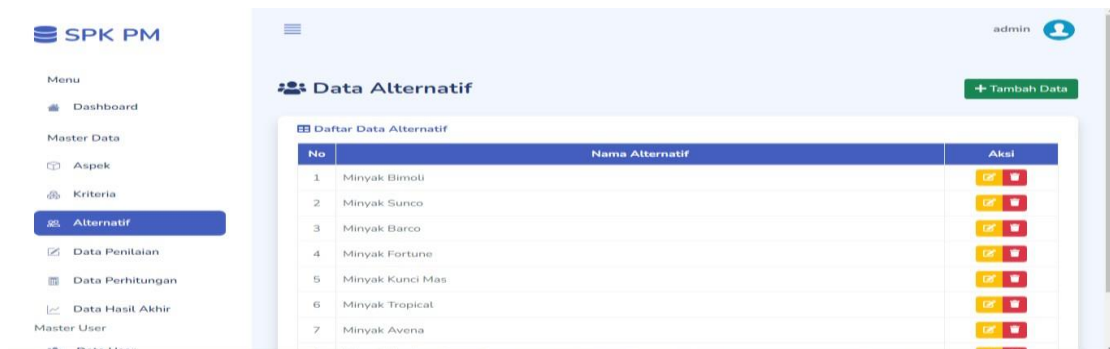 SPK PM
admin
Menu
Dashboard
Master Data
Aspek
Kriteria
Alternatif
Data Penilaian
Data Perhitungan
Data Hasil Akhir
Master User
Data Alternatif
+ Tambah Data
Daftar Data Alternatif
No Nama Alternatif Aksi
1 Minyak Bimoli
2 Minyak Sunco
3 Minyak Barco
4 Minyak Fortune
5 Minyak Kunci Mas
6 Minyak Tropical
7 Minyak Avena